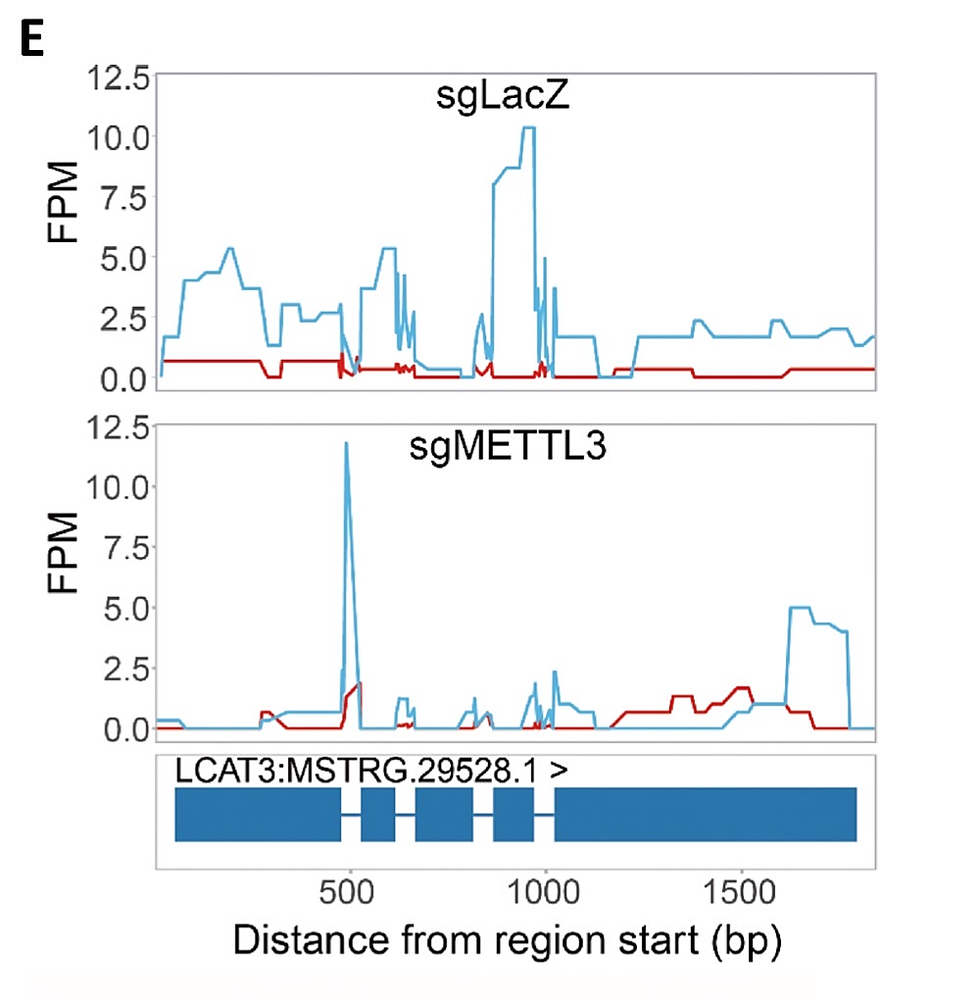 E
sgLacZ
FPM
12.5
10.0
7.5
5.0
2.5
0.0
sgMETTL3
FPM
12.5
10.0
7.5
5.0
2.5
0.0
LCAT3:MSTRG.29528.1 >
500 1000 1500
Distance from region start (bp)